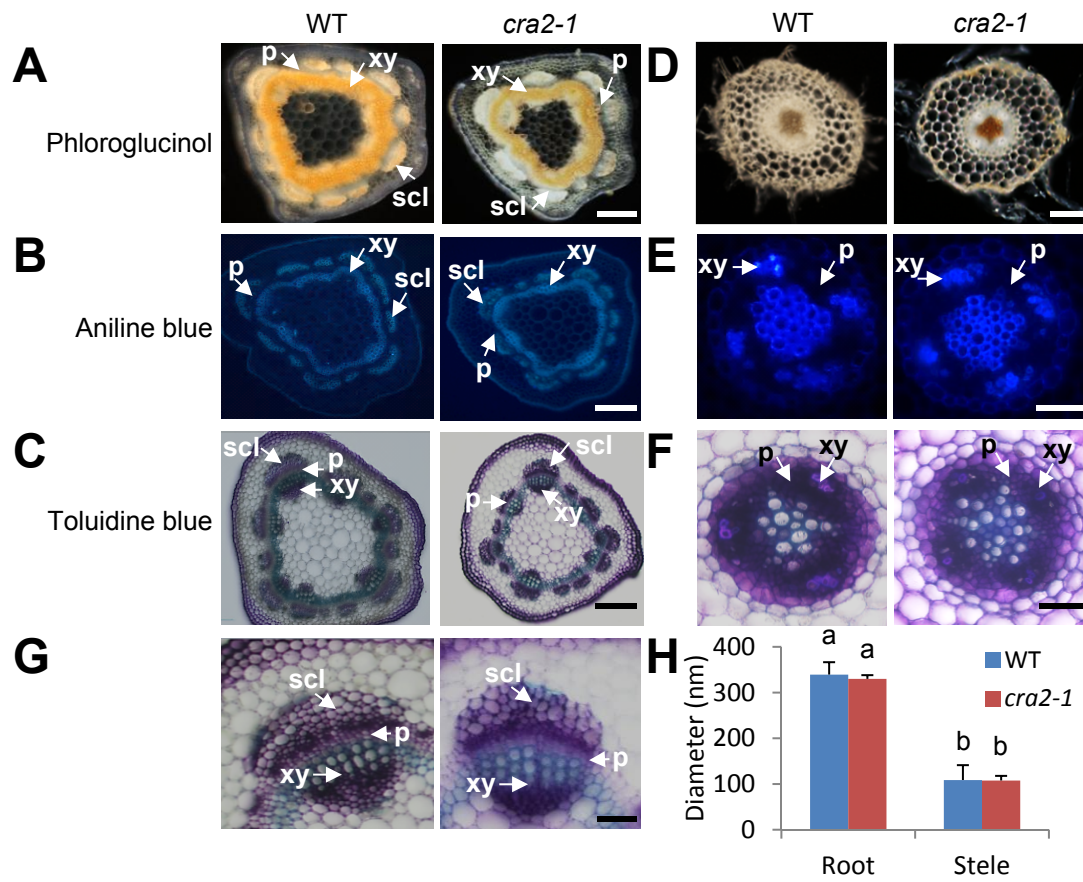 WT
cra2-1
WT
cra2-1
A
p
xy
scl
xy
p
scl
D
Phloroglucinol
B
p
xy
scl
scl
xy
p
E
xy
p
xy
p
Aniline blue
C
scl
p
xy
scl
p
xy
F
p
xy
p
xy
Toluidine blue
G
scl
p
xy
scl
p
xy
H
400
300
200
100
0
Diameter (nm)
a
a
b
b
WT
cra2-1
Root
Stele